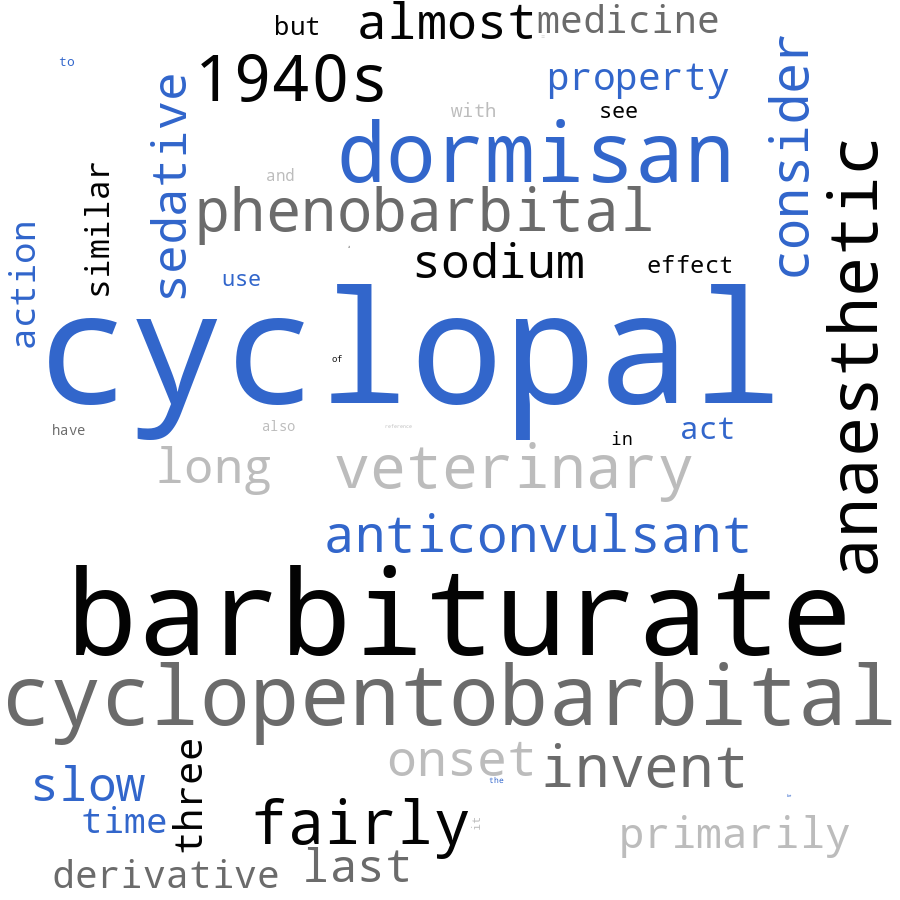 but
almost
medicine
to
1940s
property
consider
sedative
with
see
dormisan
anaesthetic
similar
and
phenobarbital
action
sodium
effect
use
cyclopal
of
have
also
reference
in
act
long
veterinary
anticonvulsant
barbiturate
cyclopentobarbital
three
onset
invent
slow
the
time
fairly
it
primarily
derivative
last